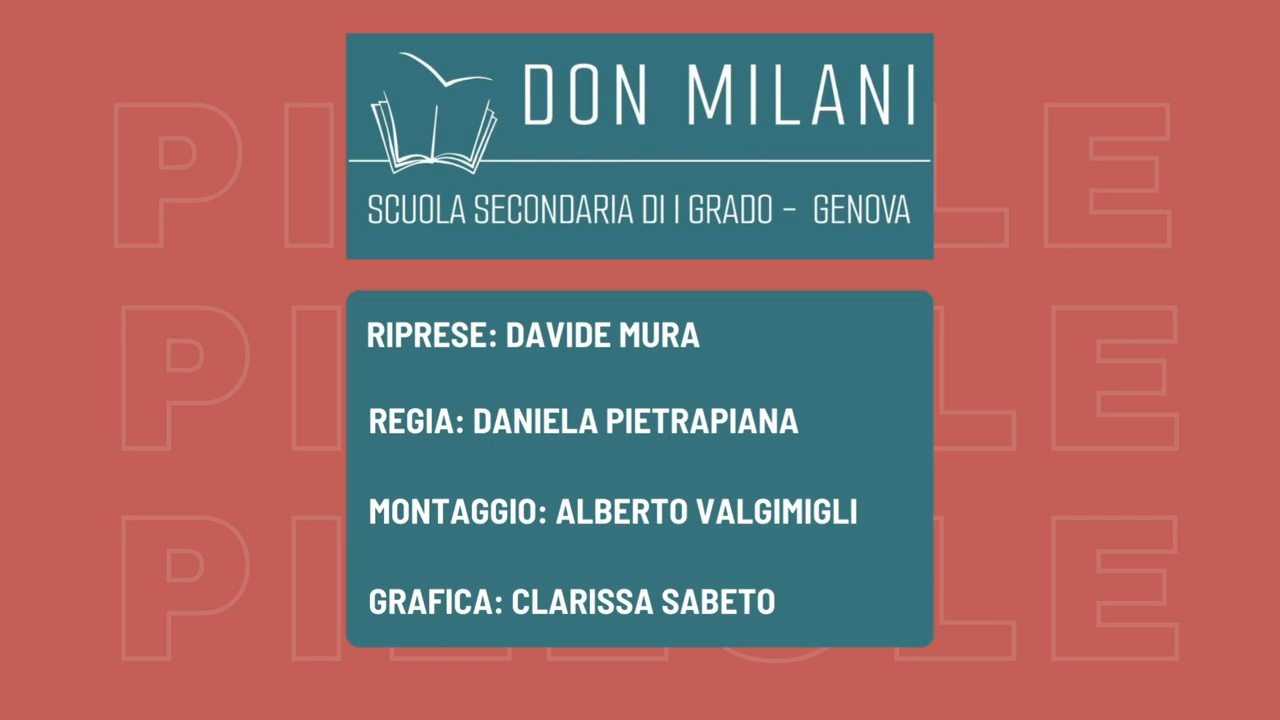 DON MILANI
SCUOLA SECONDARIA DI I GRADO - GENOVA
RIPRESE: DAVIDE MURA
REGIA: DANIELA PIETRAPIANA
MONTAGGIO: ALBERTO VALGIMIGLI
GRAFICA: CLARISSA SABETO